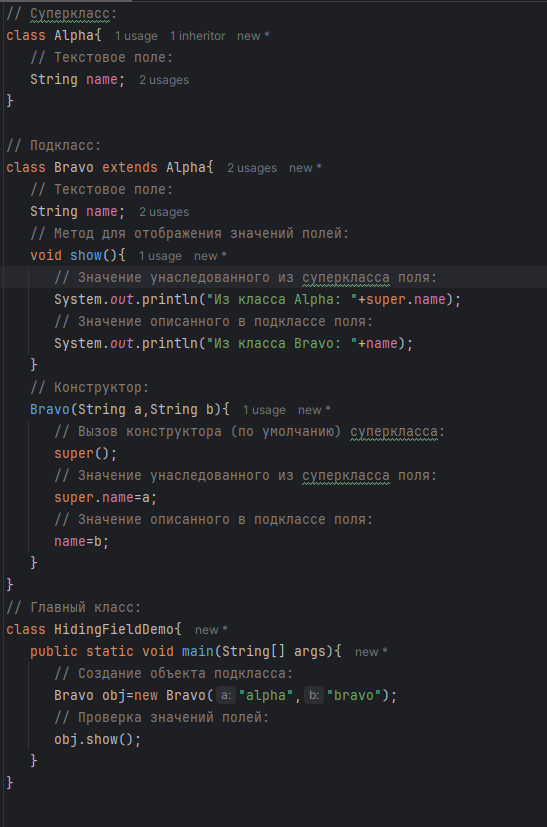 // Суперкласс:
class Alpha{ 1 usage 1 inheritor new *
// Текстовое поле:
String name; 2 usages
}
// Подкласс:
class Bravo extends Alpha{ 2 usages new *
// Текстовое поле:
String name; 2 usages
// Метод для отображения значений полей:
void show(){ 1 usage new *
// Значение унаследованного из суперкласса поля:
System.out.println("Из класса Alpha: "+super.name);
// Значение описанного в подклассе поля:
System.out.println("Из класса Bravo: "+name);
}
// Конструктор:
Bravo(String a,String b){ 1 usage new *
// Вызов конструктора (по умолчанию) суперкласса:
super();
// Значение унаследованного из суперкласса поля:
super.name=a;
// Значение описанного в подклассе поля:
name=b;
}
}
// Главный класс:
class HidingFieldDemo{ new *
public static void main(String[] args){ new *
// Создание объекта подкласса:
Bravo obj=new Bravo( a: "alpha", b: "bravo");
// Проверка значений полей:
obj.show();
}
}